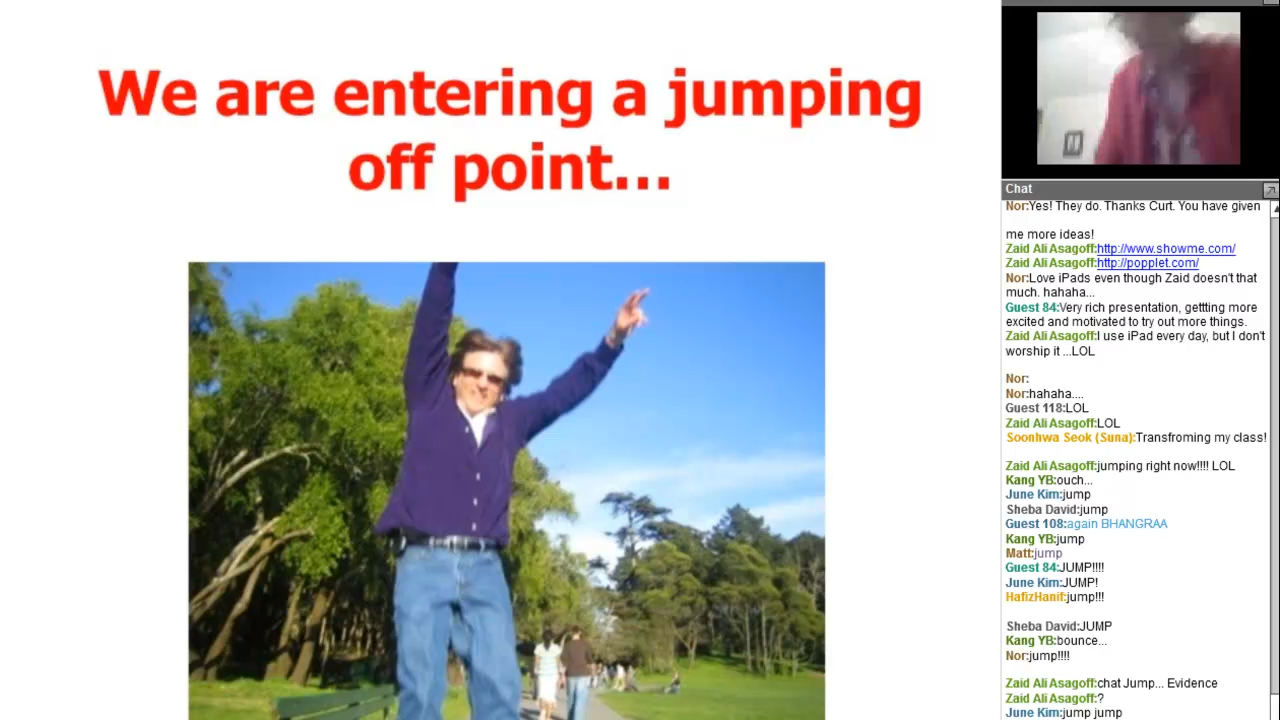 We are entering a jumping
off point...
Chat
Nor:Yes! They do. Thanks Curt. You have given
me more ideas!
Zaid Ali Asagoff:http://www.showme.com/
Zaid Ali Asagoff:http://popplet.com/
Nor:Love iPads even though Zaid doesn't that
much. hahaha...
Guest 84:Very rich presentation, gettting more
excited and motivated to try out more things.
Zaid Ali Asagoff:I use iPad every day, but I don't
worship it ...LOL
Nor:
Nor:hahaha....
Guest 118:LOL
Zaid Ali Asagoff:LOL
Soonhwa Seok (Suna):Transfroming my class!
Zaid Ali Asagoff:jumping right now!!!! LOL
Kang YB:ouch...
June Kim:jump
Sheba David:jump
Guest 108:again BHANGRAA
Kang YB:jump
Matt:jump
Guest 84:JUMP!!!!
June Kim:JUMP!
HafizHanif:jump!!!
Sheba David:JUMP
Kang YB:bounce...
Nor:jump!!!!
Zaid Ali Asagoff:chat Jump... Evidence
Zaid Ali Asagoff:?
June Kim:jump jump